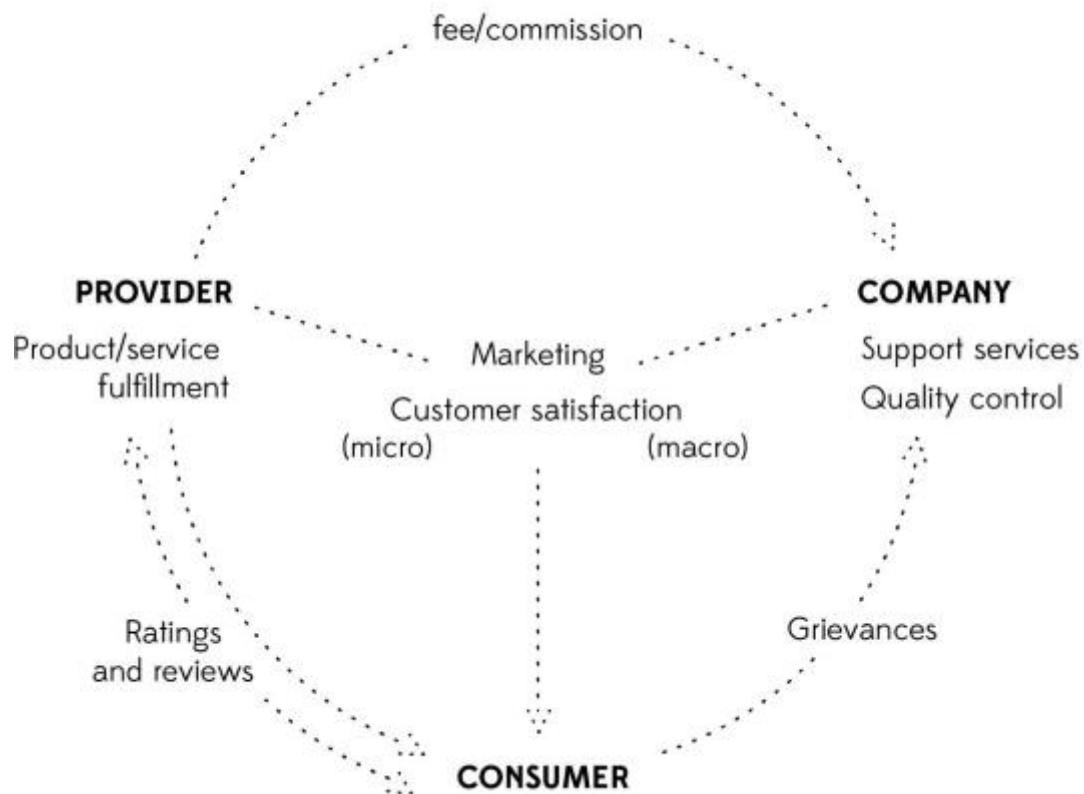 fee/commission
PROVIDER
COMPANY
Product/service
fulfillment
Marketing
Support services
Customer satisfaction
Quality control
(micro)
(macro)
Ratings
and reviews
Grievances
CONSUMER